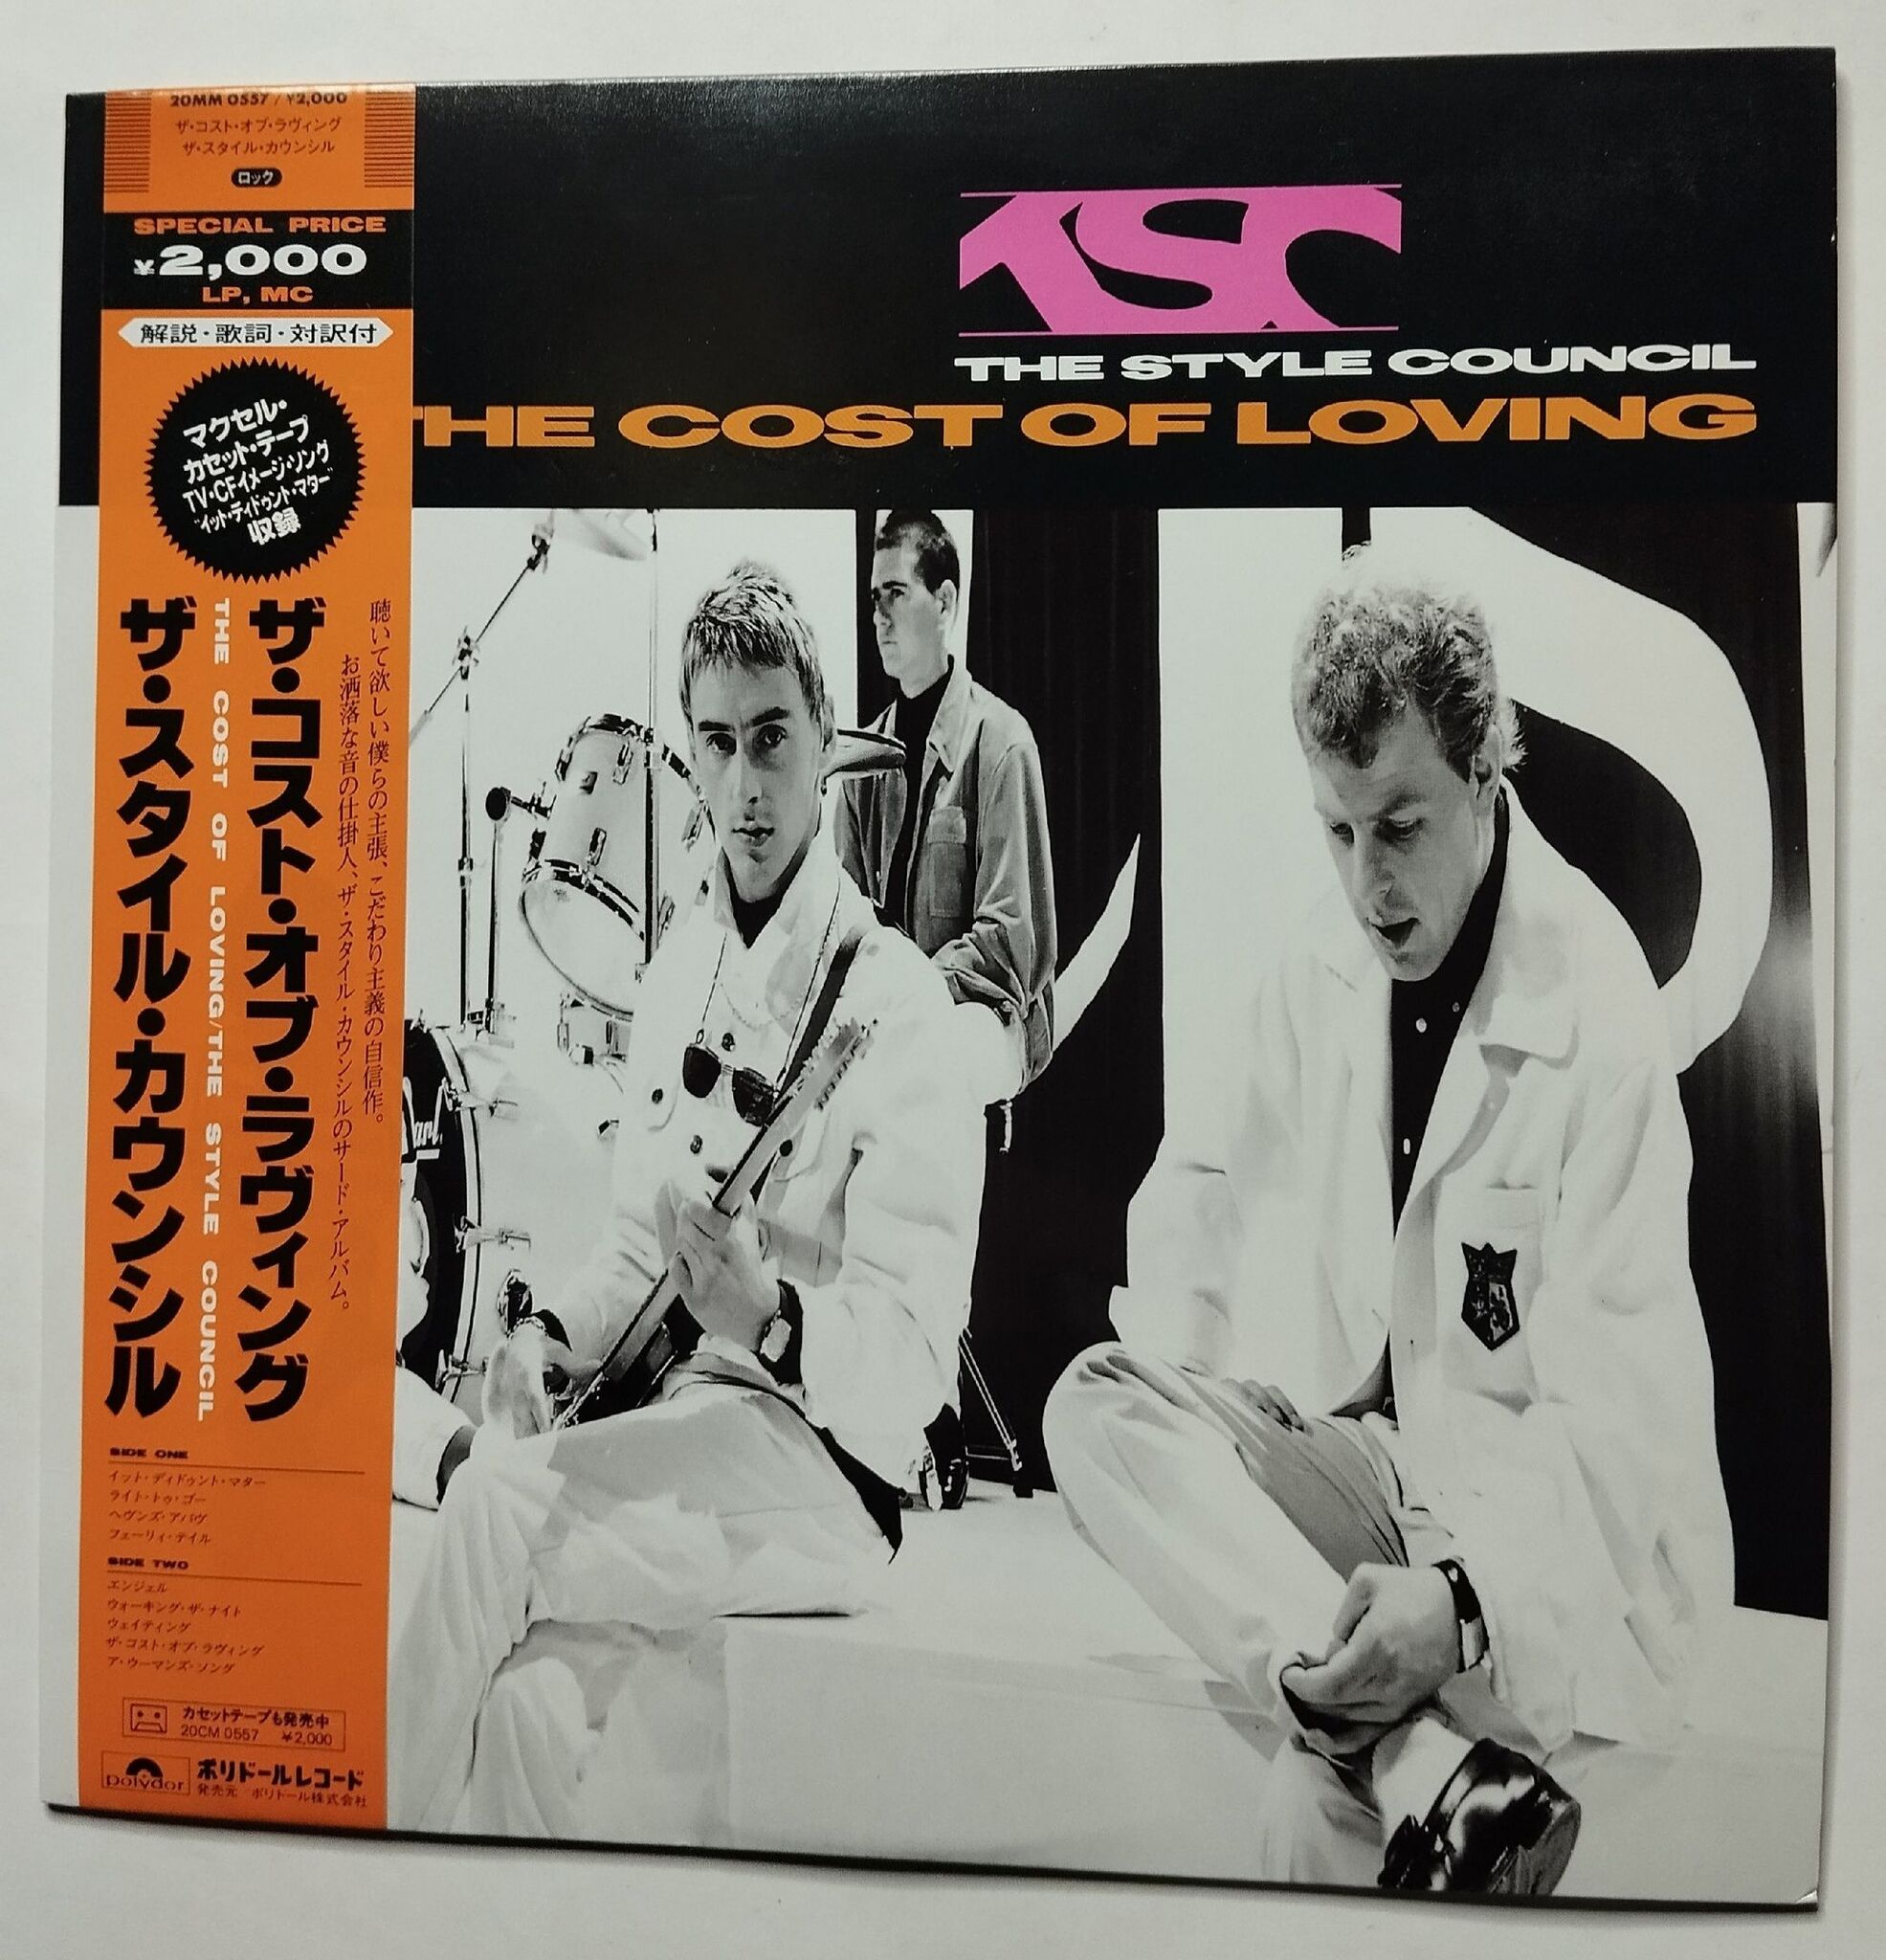 20MM 0557 / ¥2,000
ザ・コスト・オブ・ラヴィング
ザ・スタイル・カウンシル
ロック
SPECIAL PRICE
¥2,000
LP, MC
解説・歌詞・対訳付
マクセル・
カセット・テープ
TV・CFイメージ・ソング
"イット・ディドゥント・マター"
収録
聴いて欲しい僕らの主張、こだわり主義の自信作。
お洒落な音の仕掛人、ザ・スタイル・カウンシルのサード・アルバム。
ザ・コスト・オブ・ラヴィング
THE COST OF LOVING/THE STYLE COUNCIL
ザ・スタイル・カウンシル
SIDE ONE
イット・ディドゥント・マター
ライト・トゥ・ゴー
ヘヴンズ・アバヴ
フェーリィ・テイル
SIDE TWO
エンジェル
ウォーキング・ザ・ナイト
ウェイティング
ザ・コスト・オブ・ラヴィング
ア・ウーマンズ・ソング
カセットテープも発売中
20CM 0557 ¥2,000
polydor
ポリドールレコード
発売元／ポリドール株式会社
TSC
THE STYLE COUNCIL
THE COST OF LOVING